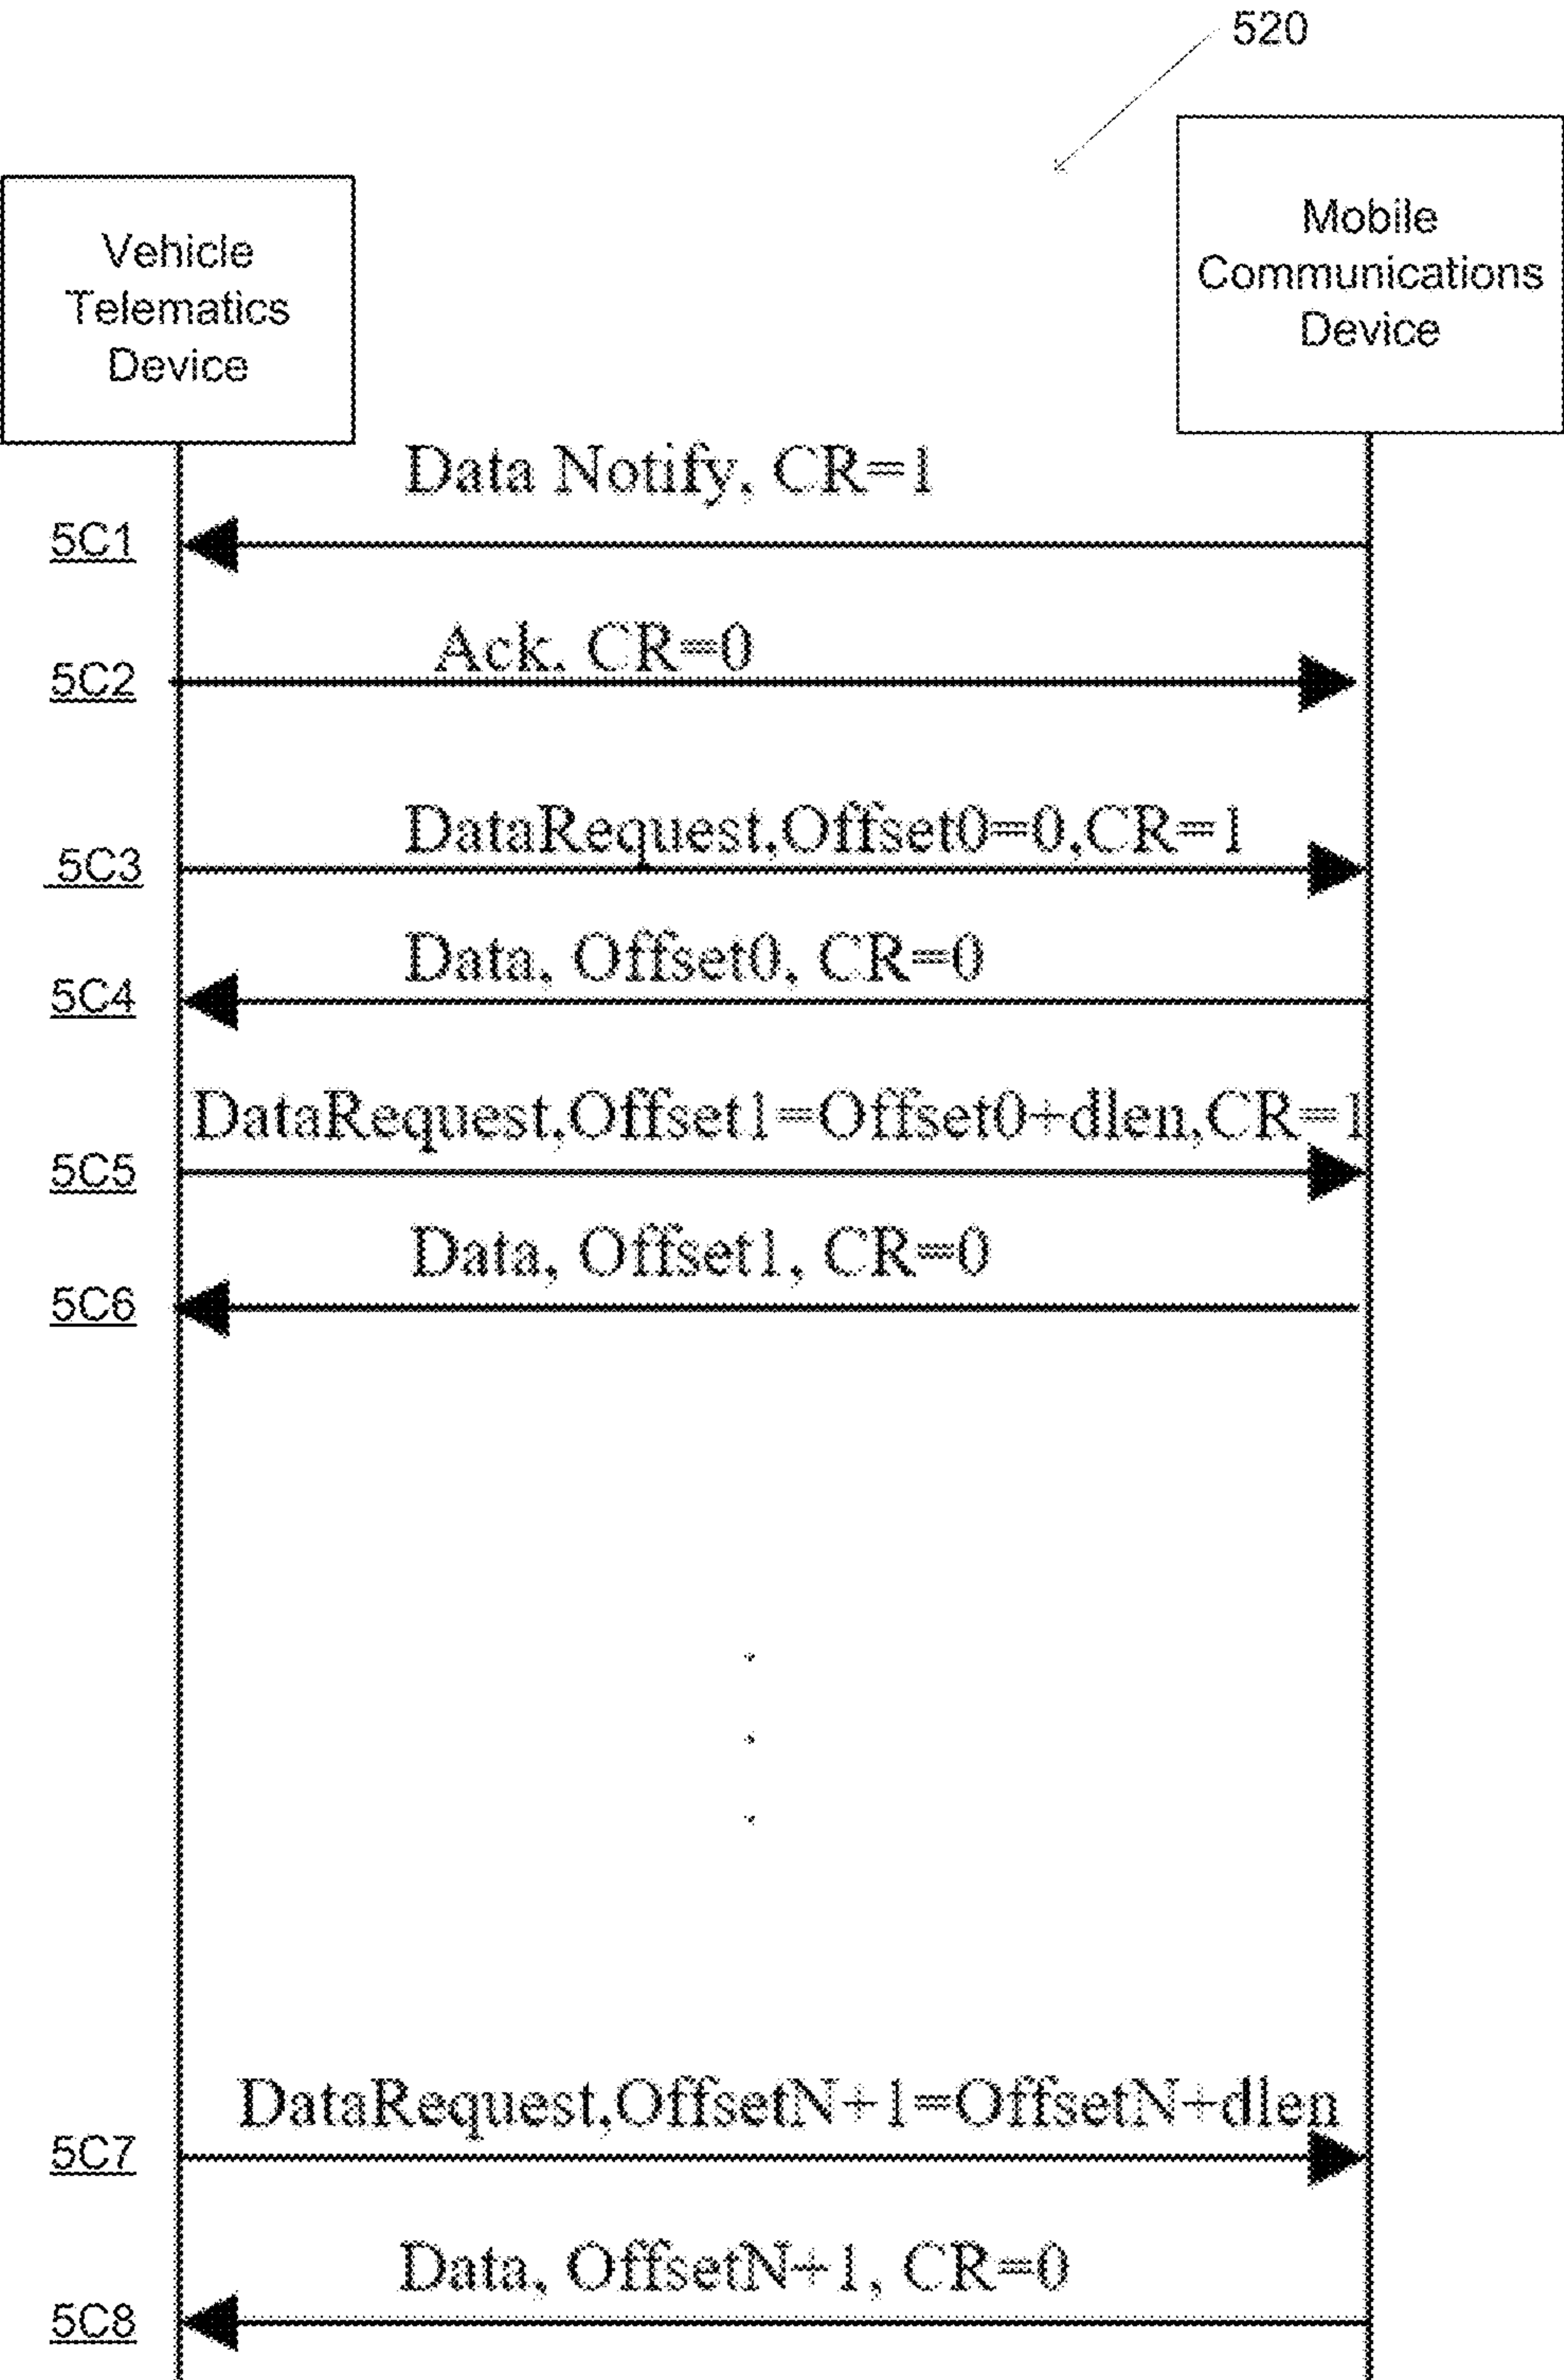 520
Vehicle
Telematics
Device
Mobile
Communications
Device
Data Notify, CR=1
5C1
Ack, CR=0
5C2
DataRequest,Offset0=0,CR=1
5C3
Data, Offset0, CR=0
5C4
DataRequest,Offset1=Offset0+dlen,CR=1
5C5
Data, Offset1, CR=0
5C6
DataRequest,OffsetN+1=OffsetN+dlen
5C7
Data, OffsetN+1, CR=0
5C8